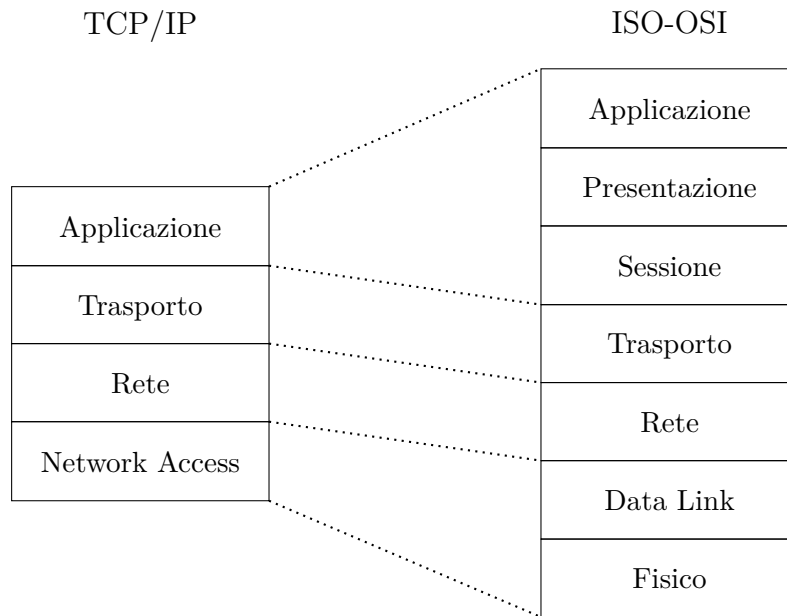 TCP/IP
ISO-OSI
Applicazione
Trasporto
Rete
Network Access
Applicazione
Presentazione
Sessione
Trasporto
Rete
Data Link
Fisico